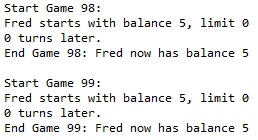 Start Game 98:
Fred starts with balance 5, limit 0
0 turns later.
End Game 98: Fred now has balance 5

Start Game 99:
Fred starts with balance 5, limit 0
0 turns later.
End Game 99: Fred now has balance 5